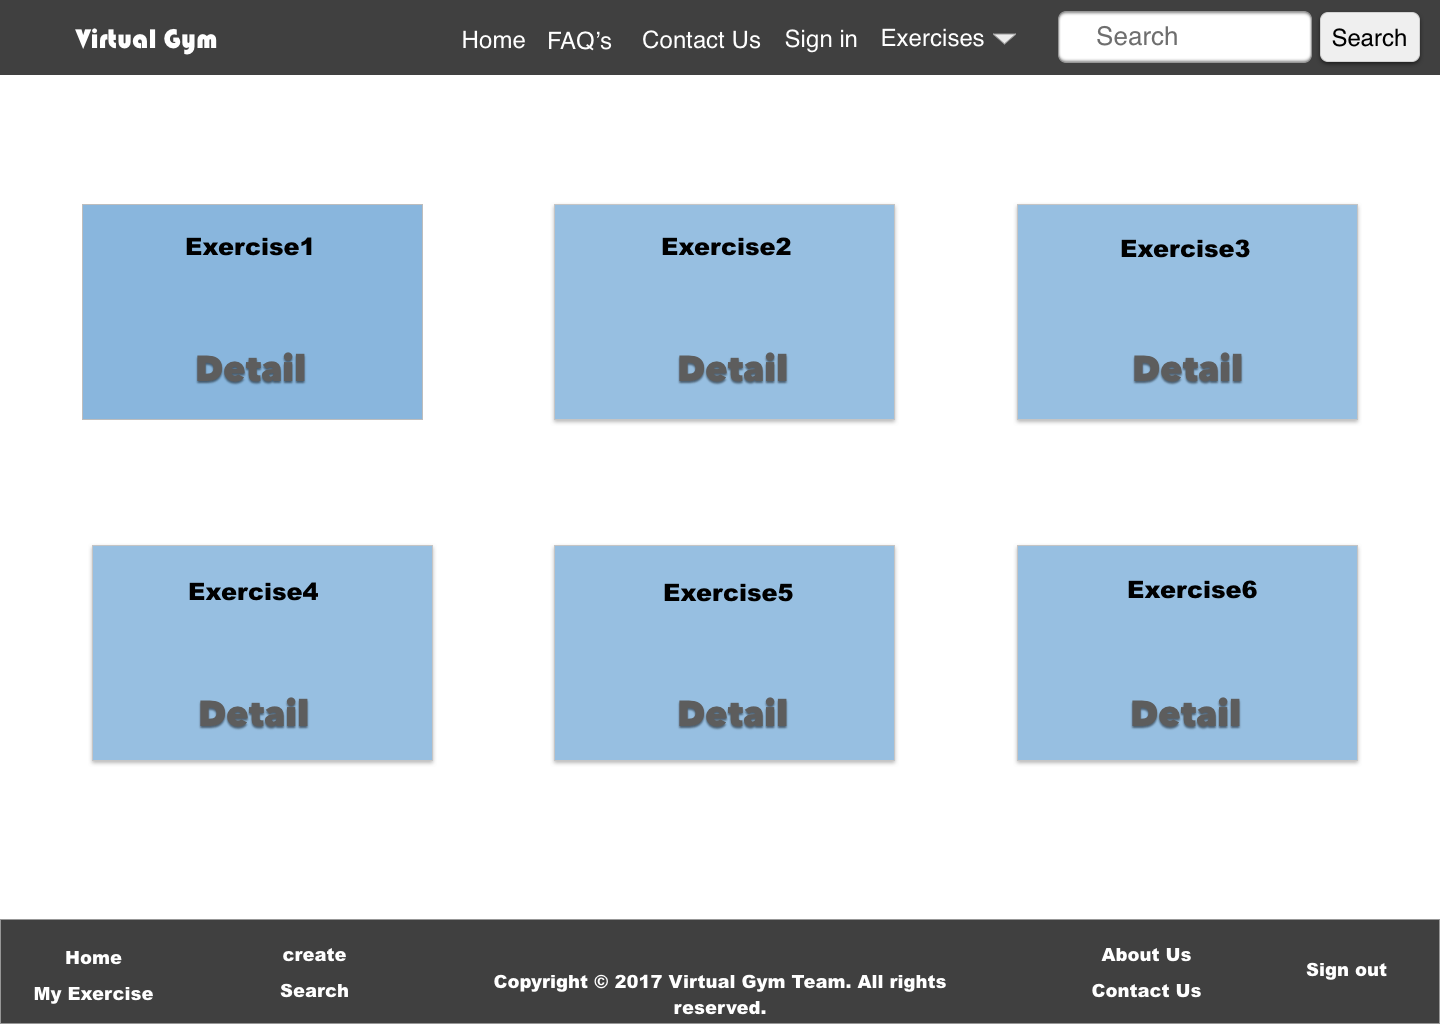 Virtual Gym
Home FAQ’s Contact Us Sign in Exercises Search Search
Exercise1 Exercise2 Exercise3
Detail Detail Detail
Exercise4 Exercise5 Exercise6
Detail Detail Detail
Home
My Exercise
create
Search
Copyright © 2017 Virtual Gym Team. All rights
reserved.
About Us
Contact Us
Sign out